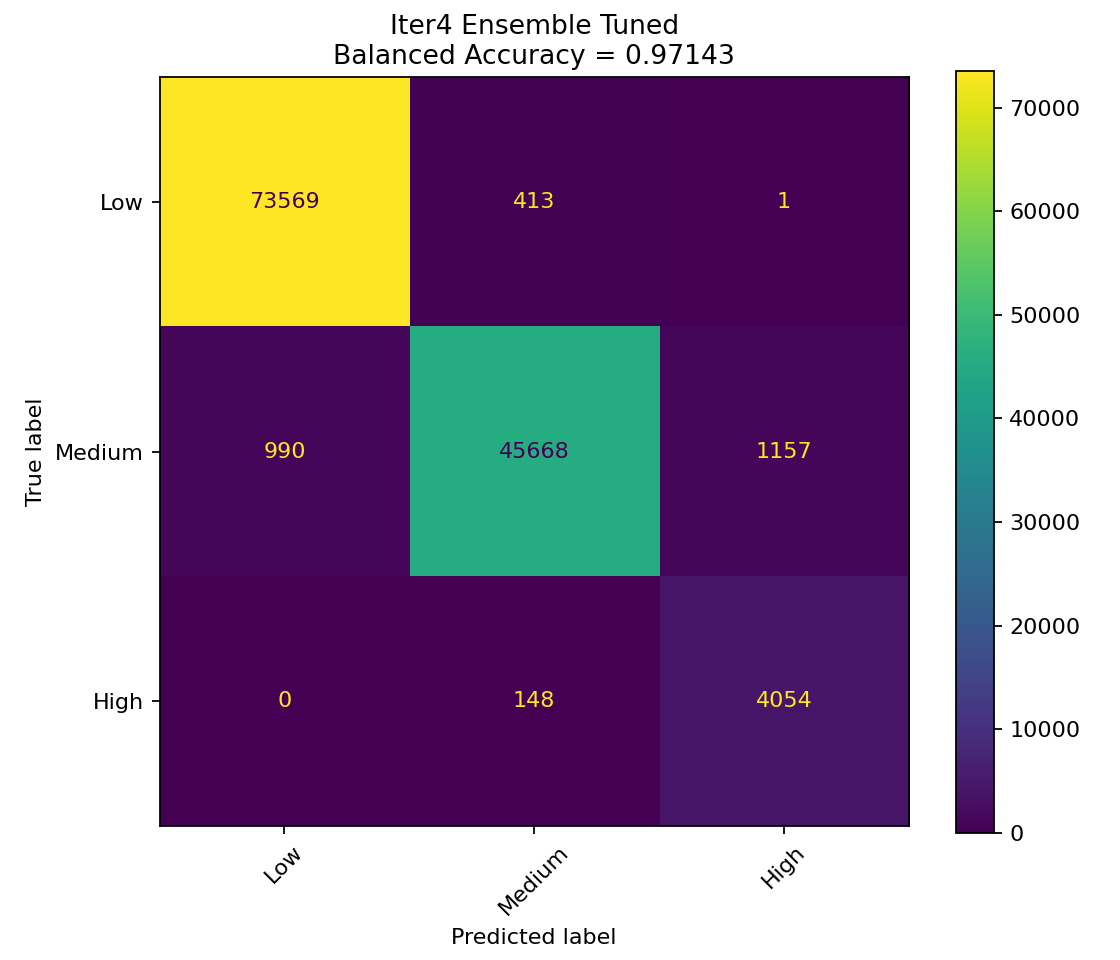 Iter4 Ensemble Tuned
Balanced Accuracy = 0.97143
True label
Low
73569 413 1
Medium
990 45668 1157
High
0 148 4054
Low Medium High
Predicted label
70000
60000
50000
40000
30000
20000
10000
0